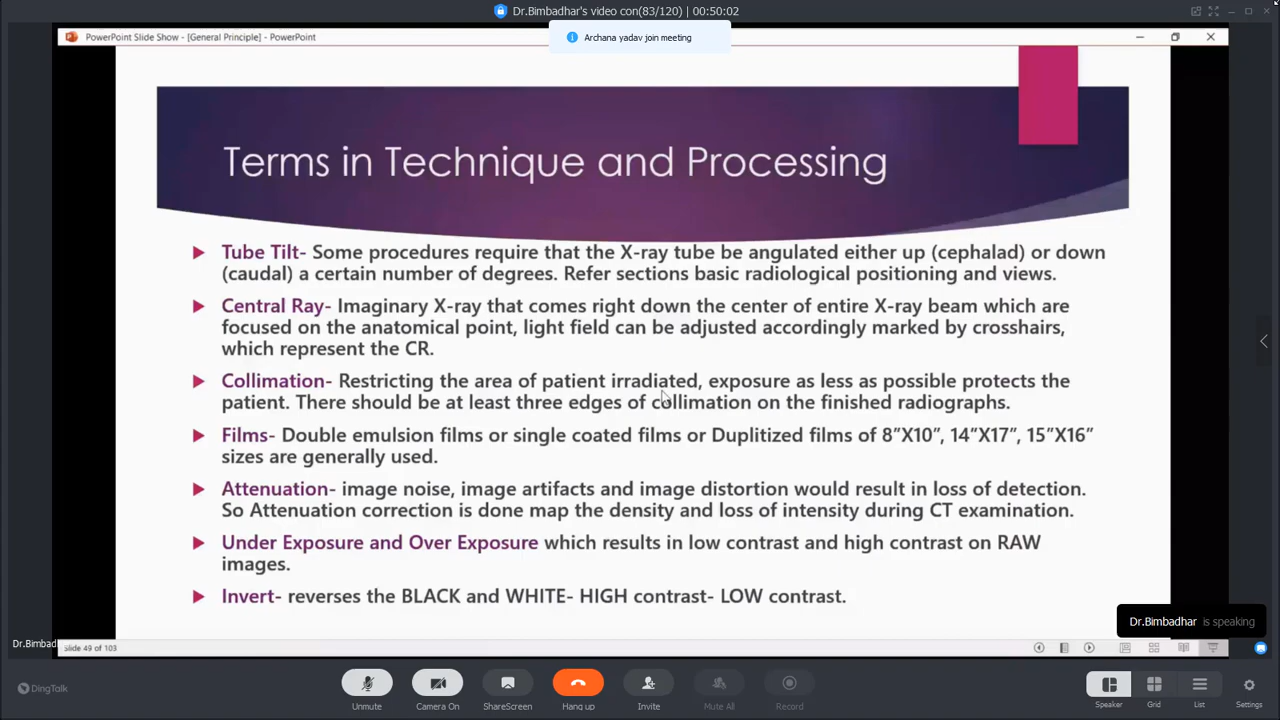 Dr.Bimbadhar's video con(83/120) | 00:50:02
PowerPoint Slide Show - [General Principle] - PowerPoint
Archana yadav join meeting
Terms in Technique and Processing
Tube Tilt- Some procedures require that the X-ray tube be angulated either up (cephalad) or down
(caudal) a certain number of degrees. Refer sections basic radiological positioning and views.
Central Ray- Imaginary X-ray that comes right down the center of entire X-ray beam which are
focused on the anatomical point, light field can be adjusted accordingly marked by crosshairs,
which represent the CR.
Collimation- Restricting the area of patient irradiated, exposure as less as possible protects the
patient. There should be at least three edges of collimation on the finished radiographs.
Films- Double emulsion films or single coated films or Duplitized films of 8”X10”, 14”X17”, 15”X16”
sizes are generally used.
Attenuation- image noise, image artifacts and image distortion would result in loss of detection.
So Attenuation correction is done map the density and loss of intensity during CT examination.
Under Exposure and Over Exposure which results in low contrast and high contrast on RAW
images.
Invert- reverses the BLACK and WHITE- HIGH contrast- LOW contrast.
Dr.Bimbadhar is speaking
Dr.Bimbad
Slide 49 of 103
DingTalk
Unmute
Camera On
ShareScreen
Hang up
Invite
Mute All
Record
Speaker
Grid
List
Settings